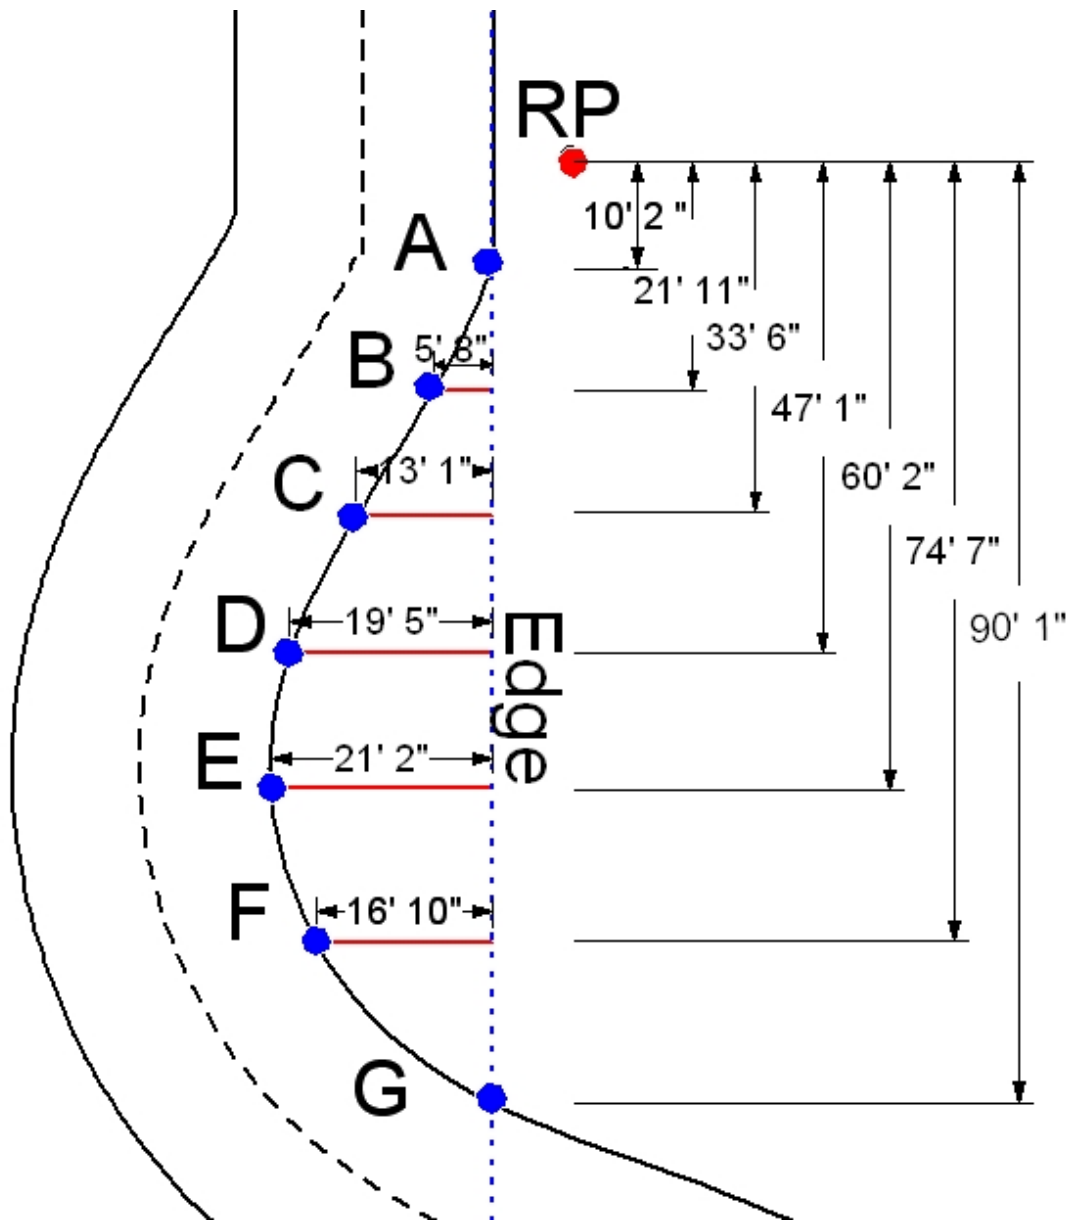 RP
10' 2 "
A
21' 11"
33' 6"
B
5' 8"
47' 1"
C
13' 1"
60' 2"
74' 7"
D
19' 5"
Edge
90' 1"
E
21' 2"
F
16' 10"
G